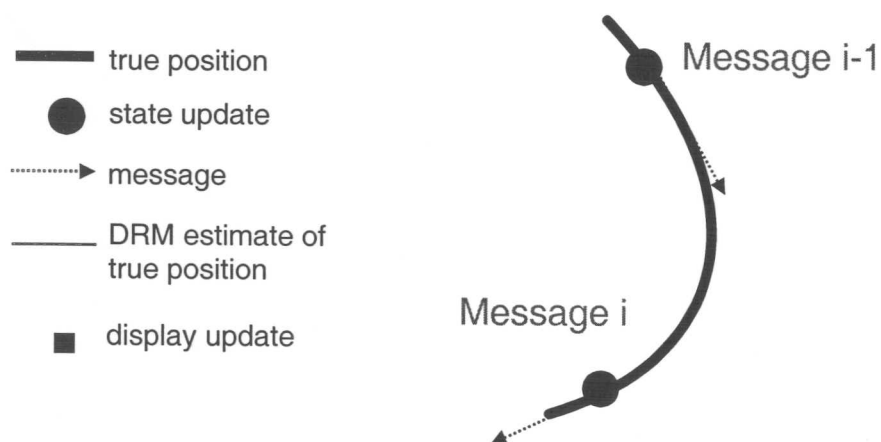 true position
state update
message
DRM estimate of
true position
display update
Message i-1
Message i